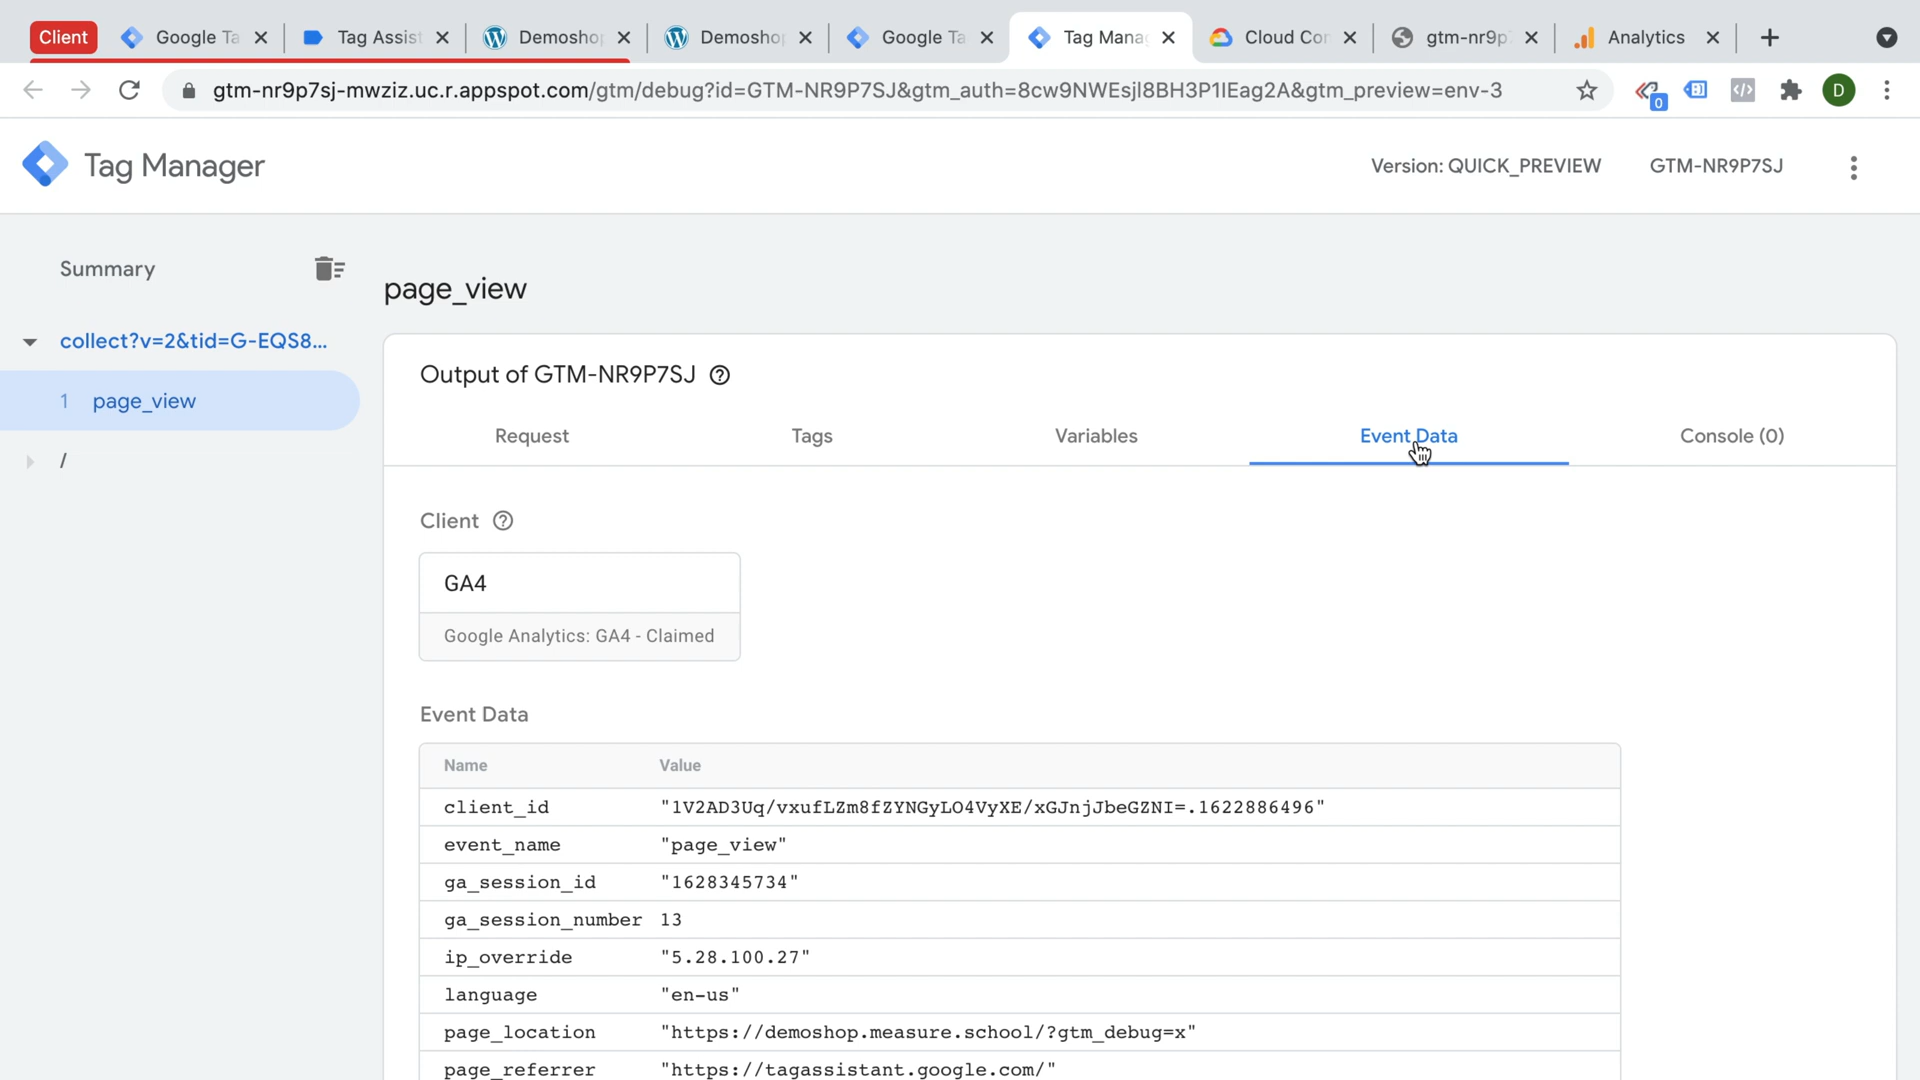 Client
Google Ta
Tag Assist
Demoshop
Demoshop
Google Ta
Tag Mana
Cloud Con
gtm-nr9p7
Analytics
gtm-nr9p7sj-mwziz.uc.r.appspot.com/gtm/debug?id=GTM-NR9P7SJ&gtm_auth=8cw9NWEsjl8BH3P1IEag2A&gtm_preview=env-3
0
D
Tag Manager
Version: QUICK_PREVIEW
GTM-NR9P7SJ
Summary
collect?v=2&tid=G-EQS8...
1 page_view
/
page_view
Output of GTM-NR9P7SJ
Request Tags Variables Event Data Console (0)
Client
GA4
Google Analytics: GA4 - Claimed
Event Data
Name Value
client_id "1V2AD3Uq/vxufLZm8fZYNGyLO4VyXE/xGJnjJbeGZNI=.1622886496"
event_name "page_view"
ga_session_id "1628345734"
ga_session_number 13
ip_override "5.28.100.27"
language "en-us"
page_location "https://demoshop.measure.school/?gtm_debug=x"
page_referrer "https://tagassistant.google.com/"